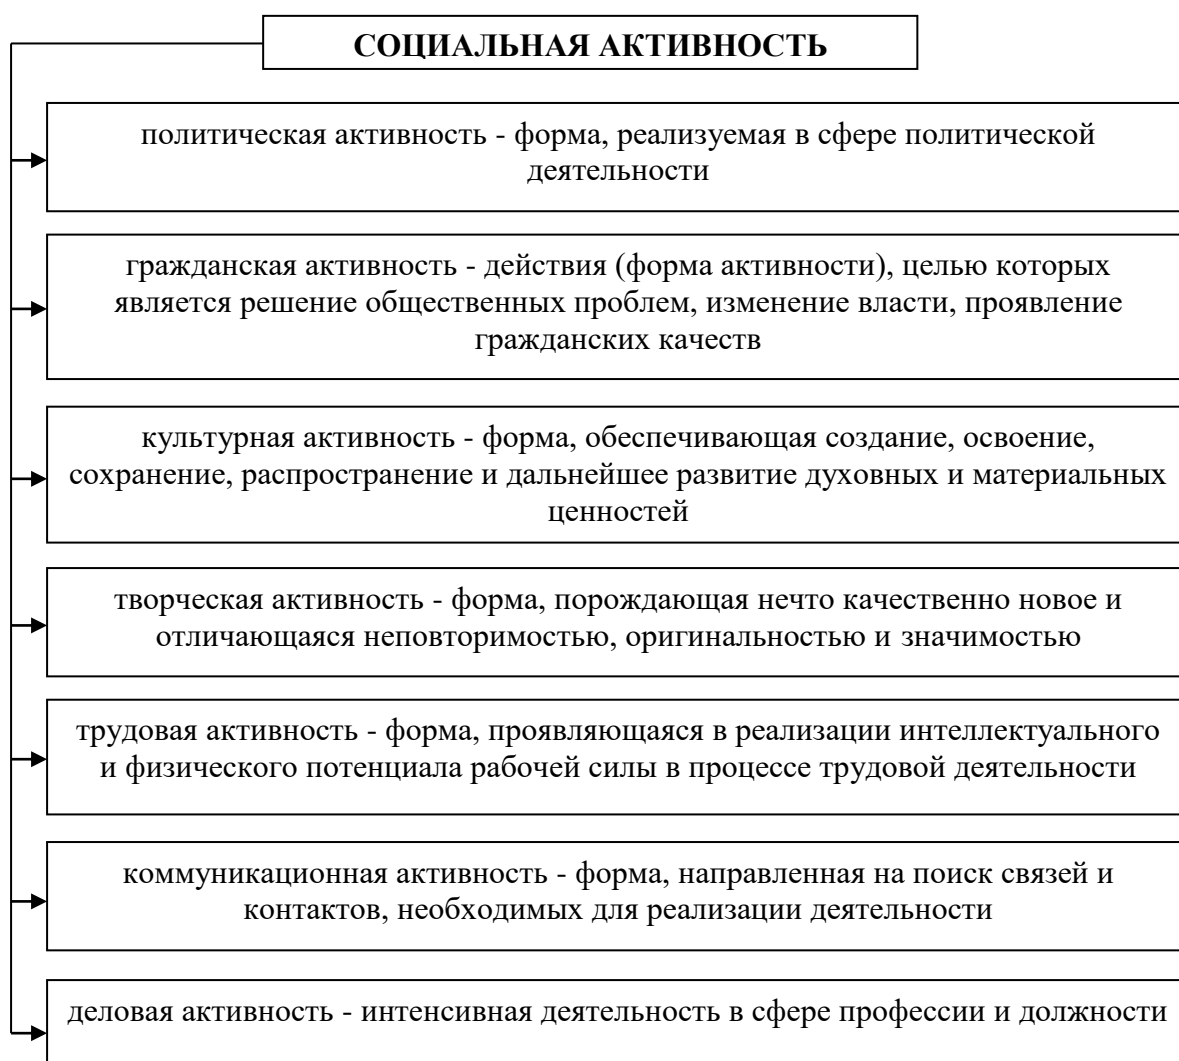 СОЦИАЛЬНАЯ АКТИВНОСТЬ
политическая активность - форма, реализуемая в сфере политической
деятельности
гражданская активность - действия (форма активности), целью которых
является решение общественных проблем, изменение власти, проявление
гражданских качеств
культурная активность - форма, обеспечивающая создание, освоение,
сохранение, распространение и дальнейшее развитие духовных и материальных
ценностей
творческая активность - форма, порождающая нечто качественно новое и
отличающаяся неповторимостью, оригинальностью и значимостью
трудовая активность - форма, проявляющаяся в реализации интеллектуального
и физического потенциала рабочей силы в процессе трудовой деятельности
коммуникационная активность - форма, направленная на поиск связей и
контактов, необходимых для реализации деятельности
деловая активность - интенсивная деятельность в сфере профессии и должности